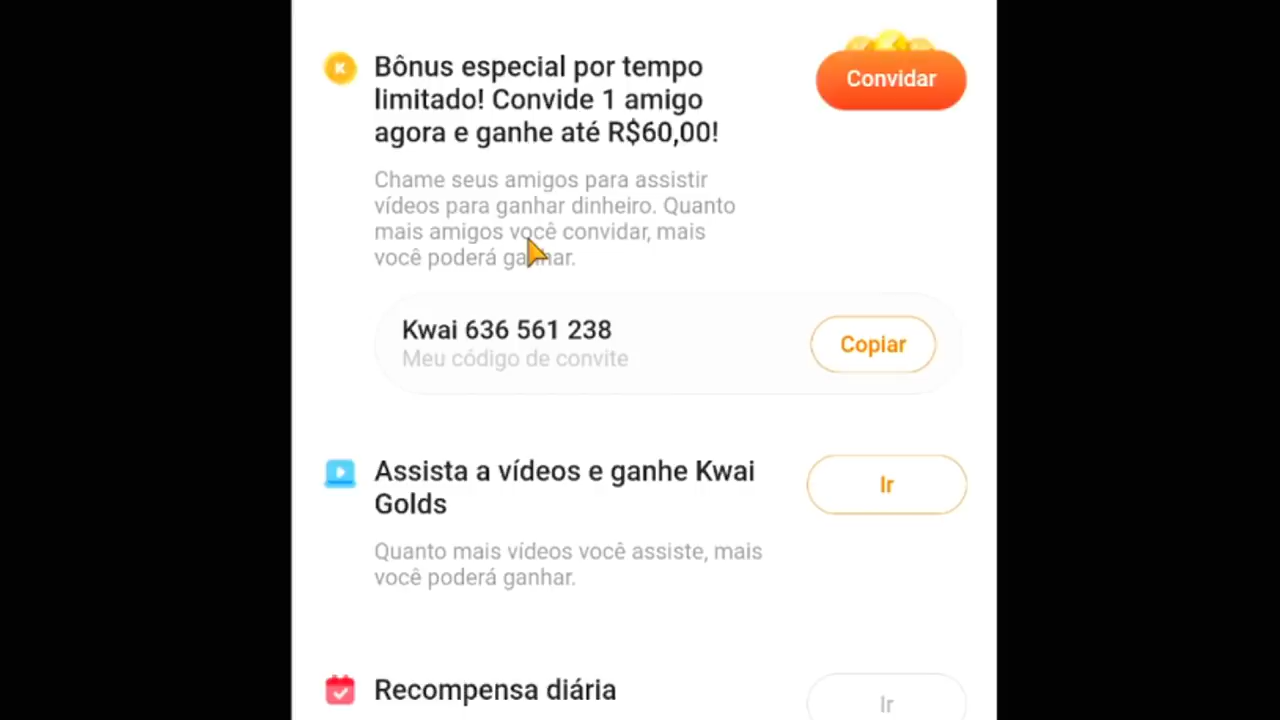 Bônus especial por tempo
limitado! Convide 1 amigo
agora e ganhe até R$60,00!
Convidar
Chame seus amigos para assistir
vídeos para ganhar dinheiro. Quanto
mais amigos você convidar, mais
você poderá ganhar.
Kwai 636 561 238
Meu código de convite
Copiar
Assista a vídeos e ganhe Kwai
Golds
Ir
Quanto mais vídeos você assiste, mais
você poderá ganhar.
Recompensa diária
Ir